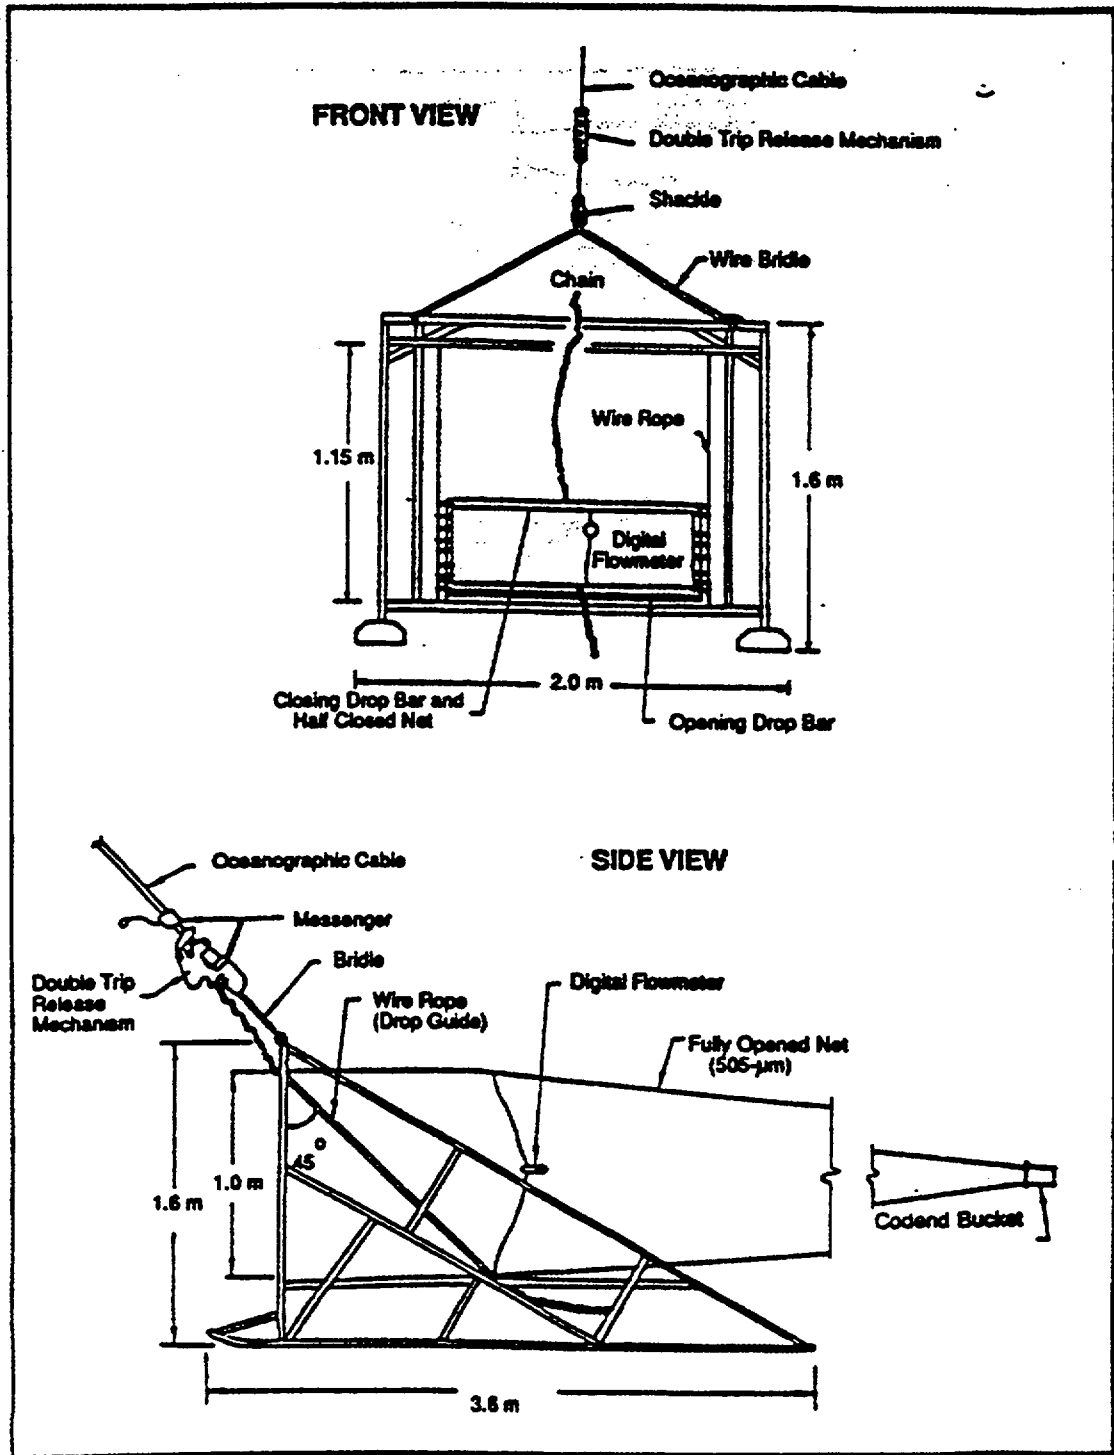 FRONT VIEW
Oceanographic Cable
Double Trip Release Mechanism
Shackle
Wire Bridle
Chain
Wire Rope
1.15 m
1.6 m
Digital
Flowmeter
2.0 m
Closing Drop Bar and
Half Closed Net
Opening Drop Bar
SIDE VIEW
Oceanographic Cable
Messenger
Double Trip
Release
Mechanism
Bridle
Wire Rope
(Drop Guide)
Digital Flowmeter
Fully Opened Net
(505-µm)
45°
1.0 m
1.6 m
Codend Bucket
3.6 m